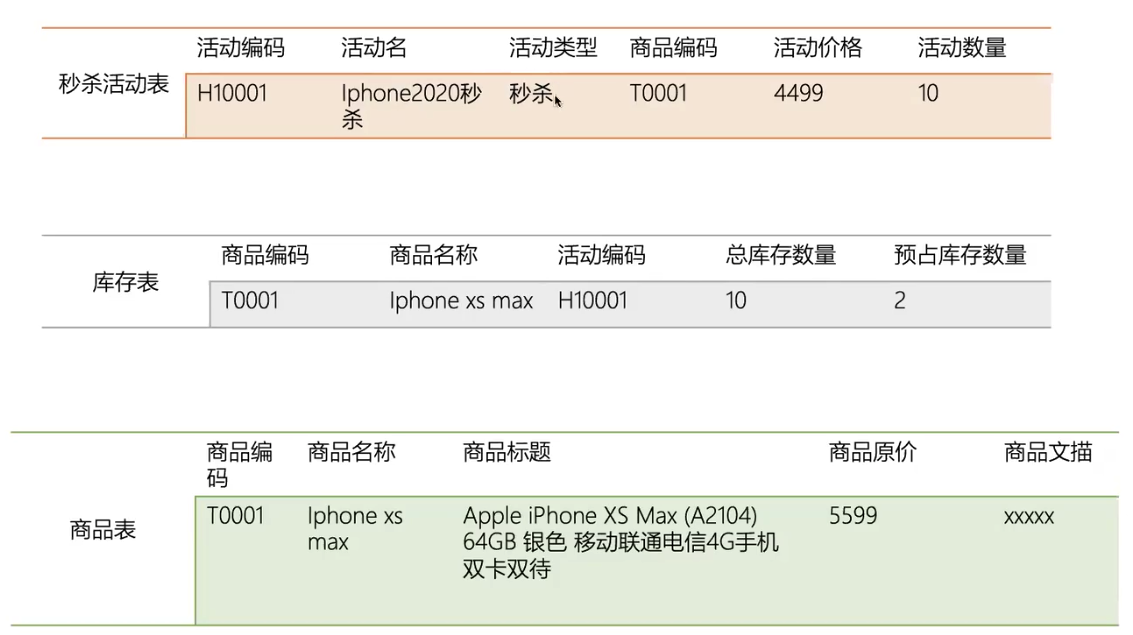 活动编码 活动名 活动类型 商品编码 活动价格 活动数量
秒杀活动表
H10001 Iphone2020秒 秒杀 T0001 4499 10
杀
商品编码 商品名称 活动编码 总库存数量 预占库存数量
库存表
T0001 Iphone xs max H10001 10 2
商品编 商品名称 商品标题 商品原价 商品文描
码
商品表
T0001 Iphone xs Apple iPhone XS Max (A2104) 5599 xxxxx
max 64GB 银色 移动联通电信4G手机
双卡双待